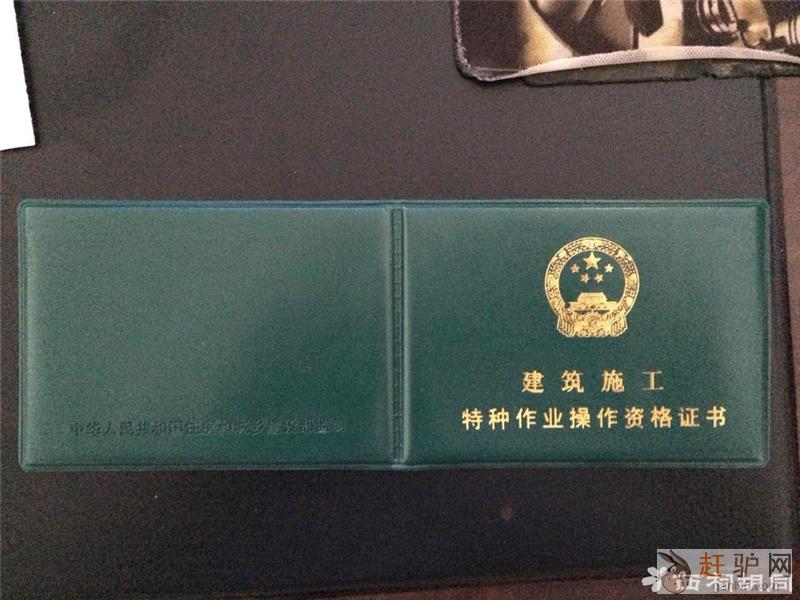 建筑施工
特种作业操作资格证书
中华人民共和国住房和城乡建设部监制
赶驴网